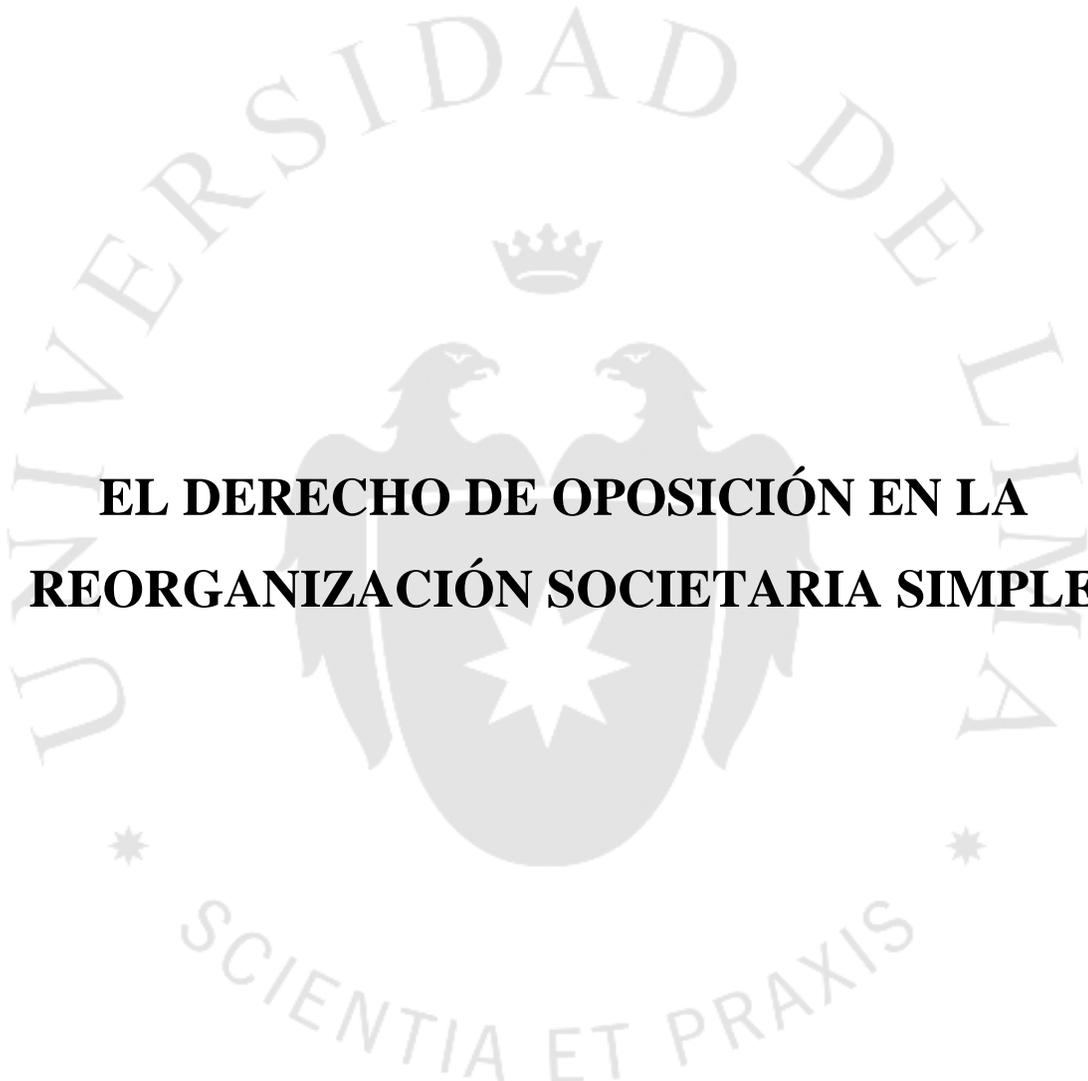 UNIVERSIDAD DE LIMA
EL DERECHO DE OPOSICIÓN EN LA
REORGANIZACIÓN SOCIETARIA SIMPLE
SCIENTIA ET PRAXIS